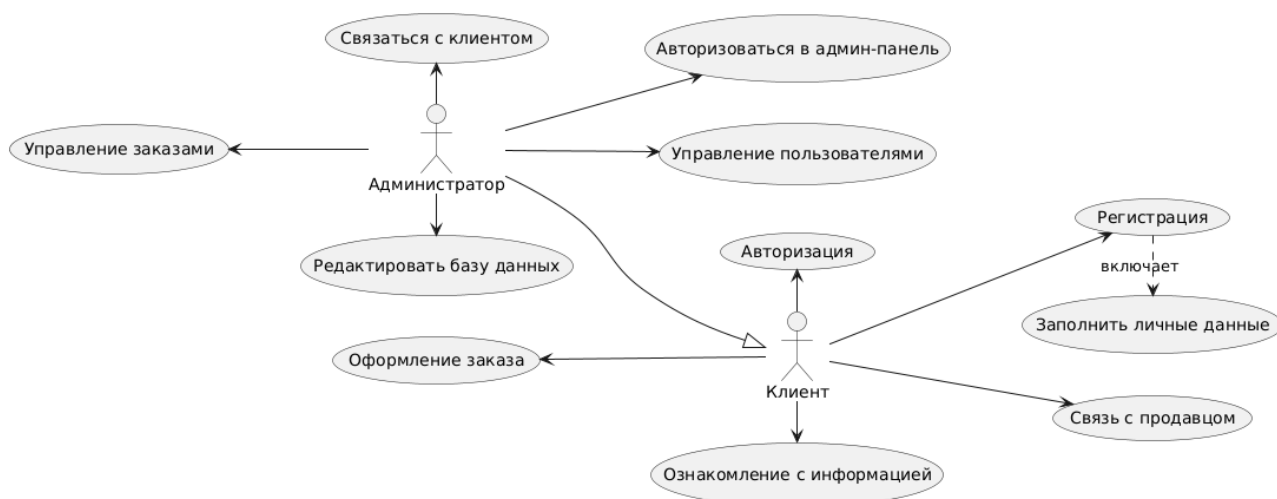 Связаться с клиентом
Авторизоваться в админ-панель
Управление заказами
Управление пользователями
Администратор
Регистрация
Авторизация
Редактировать базу данных
включает
Заполнить личные данные
Оформление заказа
Клиент
Связь с продавцом
Ознакомление с информацией